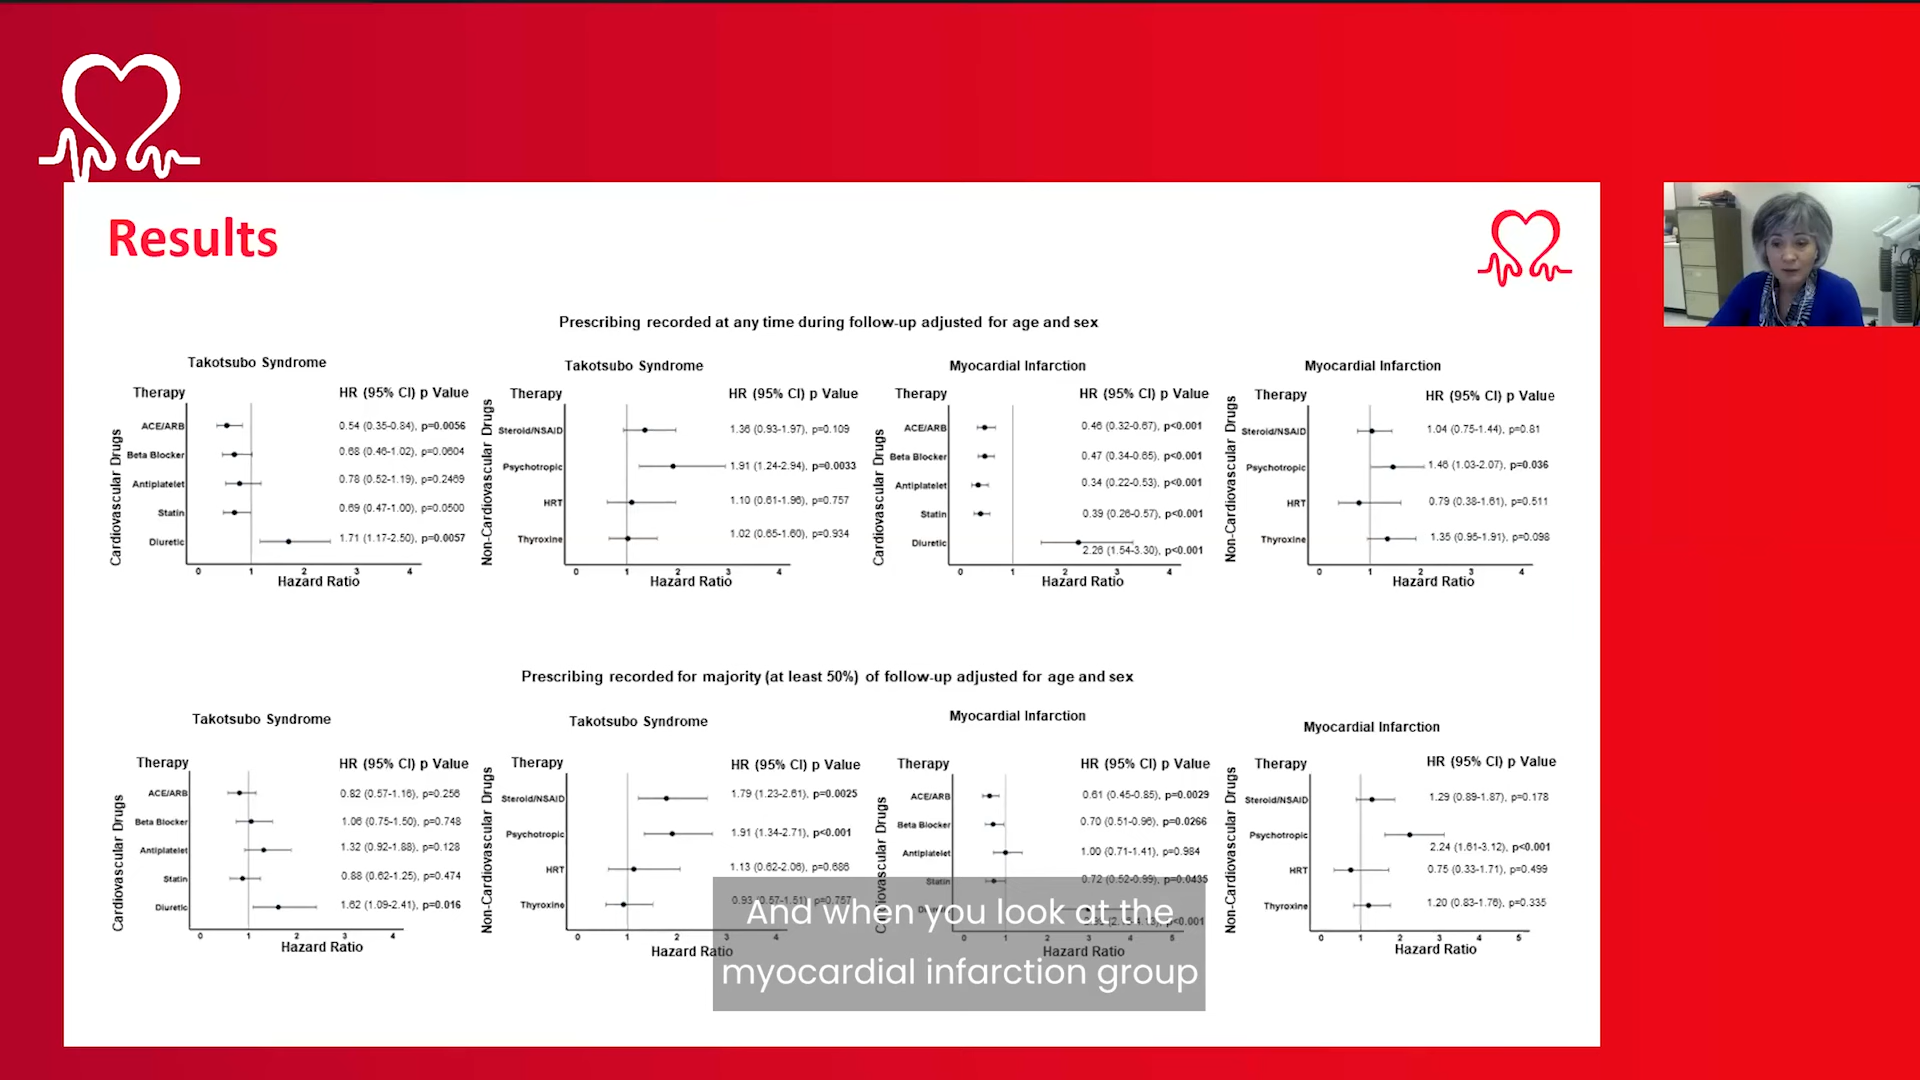 Results
Prescribing recorded at any time during follow-up adjusted for age and sex
Takotsubo Syndrome
Therapy
HR (95% CI) p Value
Cardiovascular Drugs
ACE/ARB 0.54 (0.35-0.84), p=0.0056
Beta Blocker 0.68 (0.46-1.02), p=0.0604
Antiplatelet 0.78 (0.52-1.19), p=0.2469
Statin 0.69 (0.47-1.00), p=0.0500
Diuretic 1.71 (1.17-2.50), p=0.0057
0 1 2 3 4
Hazard Ratio
Takotsubo Syndrome
Therapy
HR (95% CI) p Value
Non-Cardiovascular Drugs
Steroid/NSAID 1.36 (0.93-1.97), p=0.109
Psychotropic 1.91 (1.24-2.94), p=0.0033
HRT 1.10 (0.61-1.96), p=0.757
Thyroxine 1.02 (0.65-1.60), p=0.934
0 1 2 3 4
Hazard Ratio
Myocardial Infarction
Therapy
HR (95% CI) p Value
Cardiovascular Drugs
ACE/ARB 0.46 (0.32-0.67), p<0.001
Beta Blocker 0.47 (0.34-0.65), p<0.001
Antiplatelet 0.34 (0.22-0.53), p<0.001
Statin 0.39 (0.26-0.57), p<0.001
Diuretic 2.26 (1.54-3.30), p<0.001
0 1 2 3 4
Hazard Ratio
Myocardial Infarction
Therapy
HR (95% CI) p Value
Non-Cardiovascular Drugs
Steroid/NSAID 1.04 (0.75-1.44), p=0.81
Psychotropic 1.46 (1.03-2.07), p=0.036
HRT 0.79 (0.38-1.61), p=0.511
Thyroxine 1.35 (0.95-1.91), p=0.098
0 1 2 3 4
Hazard Ratio
Prescribing recorded for majority (at least 50%) of follow-up adjusted for age and sex
Takotsubo Syndrome
Therapy
HR (95% CI) p Value
Cardiovascular Drugs
ACE/ARB 0.82 (0.57-1.16), p=0.256
Beta Blocker 1.06 (0.75-1.50), p=0.748
Antiplatelet 1.32 (0.92-1.88), p=0.128
Statin 0.88 (0.62-1.25), p=0.474
Diuretic 1.62 (1.09-2.41), p=0.016
0 1 2 3 4
Hazard Ratio
Takotsubo Syndrome
Therapy
HR (95% CI) p Value
Non-Cardiovascular Drugs
Steroid/NSAID 1.79 (1.23-2.61), p=0.0025
Psychotropic 1.91 (1.34-2.71), p<0.001
HRT 1.13 (0.62-2.06), p=0.686
Thyroxine 0.93 (0.57-1.51), p=0.757
0 1 2 3 4
Hazard Ratio
Myocardial Infarction
Therapy
HR (95% CI) p Value
Cardiovascular Drugs
ACE/ARB 0.61 (0.45-0.85), p=0.0029
Beta Blocker 0.70 (0.51-0.96), p=0.0266
Antiplatelet 1.00 (0.71-1.41), p=0.984
Statin 0.72 (0.52-0.99), p=0.0435
p<0.001
0 1 2 3 4 5
Hazard Ratio
Myocardial Infarction
Therapy
HR (95% CI) p Value
Non-Cardiovascular Drugs
Steroid/NSAID 1.29 (0.89-1.87), p=0.178
Psychotropic 2.24 (1.61-3.12), p<0.001
HRT 0.75 (0.33-1.71), p=0.499
Thyroxine 1.20 (0.83-1.76), p=0.335
0 1 2 3 4 5
Hazard Ratio
And when you look at the
myocardial infarction group